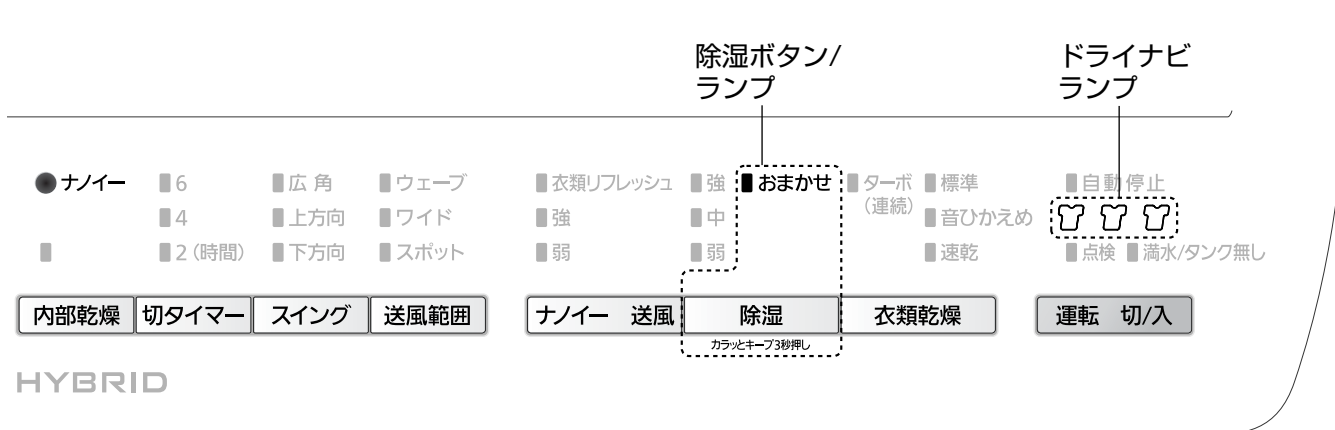 除湿ボタン/
ランプ
ドライナビ
ランプ
ナノイー 6 広角 ウェーブ 衣類リフレッシュ 強 おまかせ ターボ 標準 自動停止
(連続)
4 上方向 ワイド 強 中 音ひかえめ
2(時間) 下方向 スポット 弱 弱 速乾 点検 満水/タンク無し
内部乾燥 切タイマー スイング 送風範囲 ナノイー 送風 除湿 衣類乾燥 運転 切/入
カラッとキープ3秒押し
HYBRID